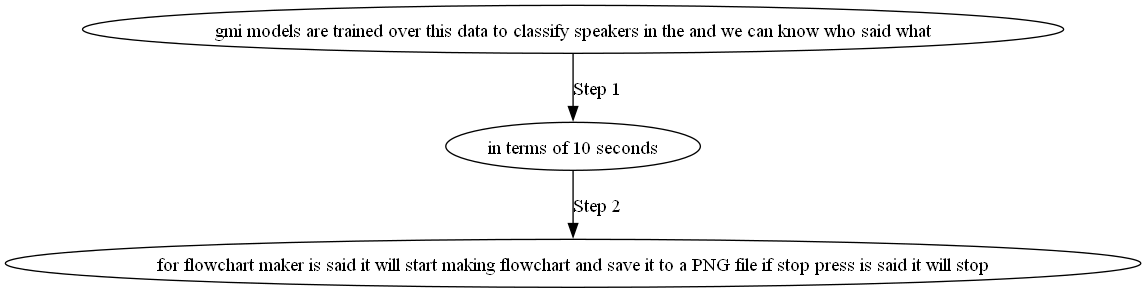 gmi models are trained over this data to classify speakers in the and we can know who said what
Step 1
in terms of 10 seconds
Step 2
for flowchart maker is said it will start making flowchart and save it to a PNG file if stop press is said it will stop